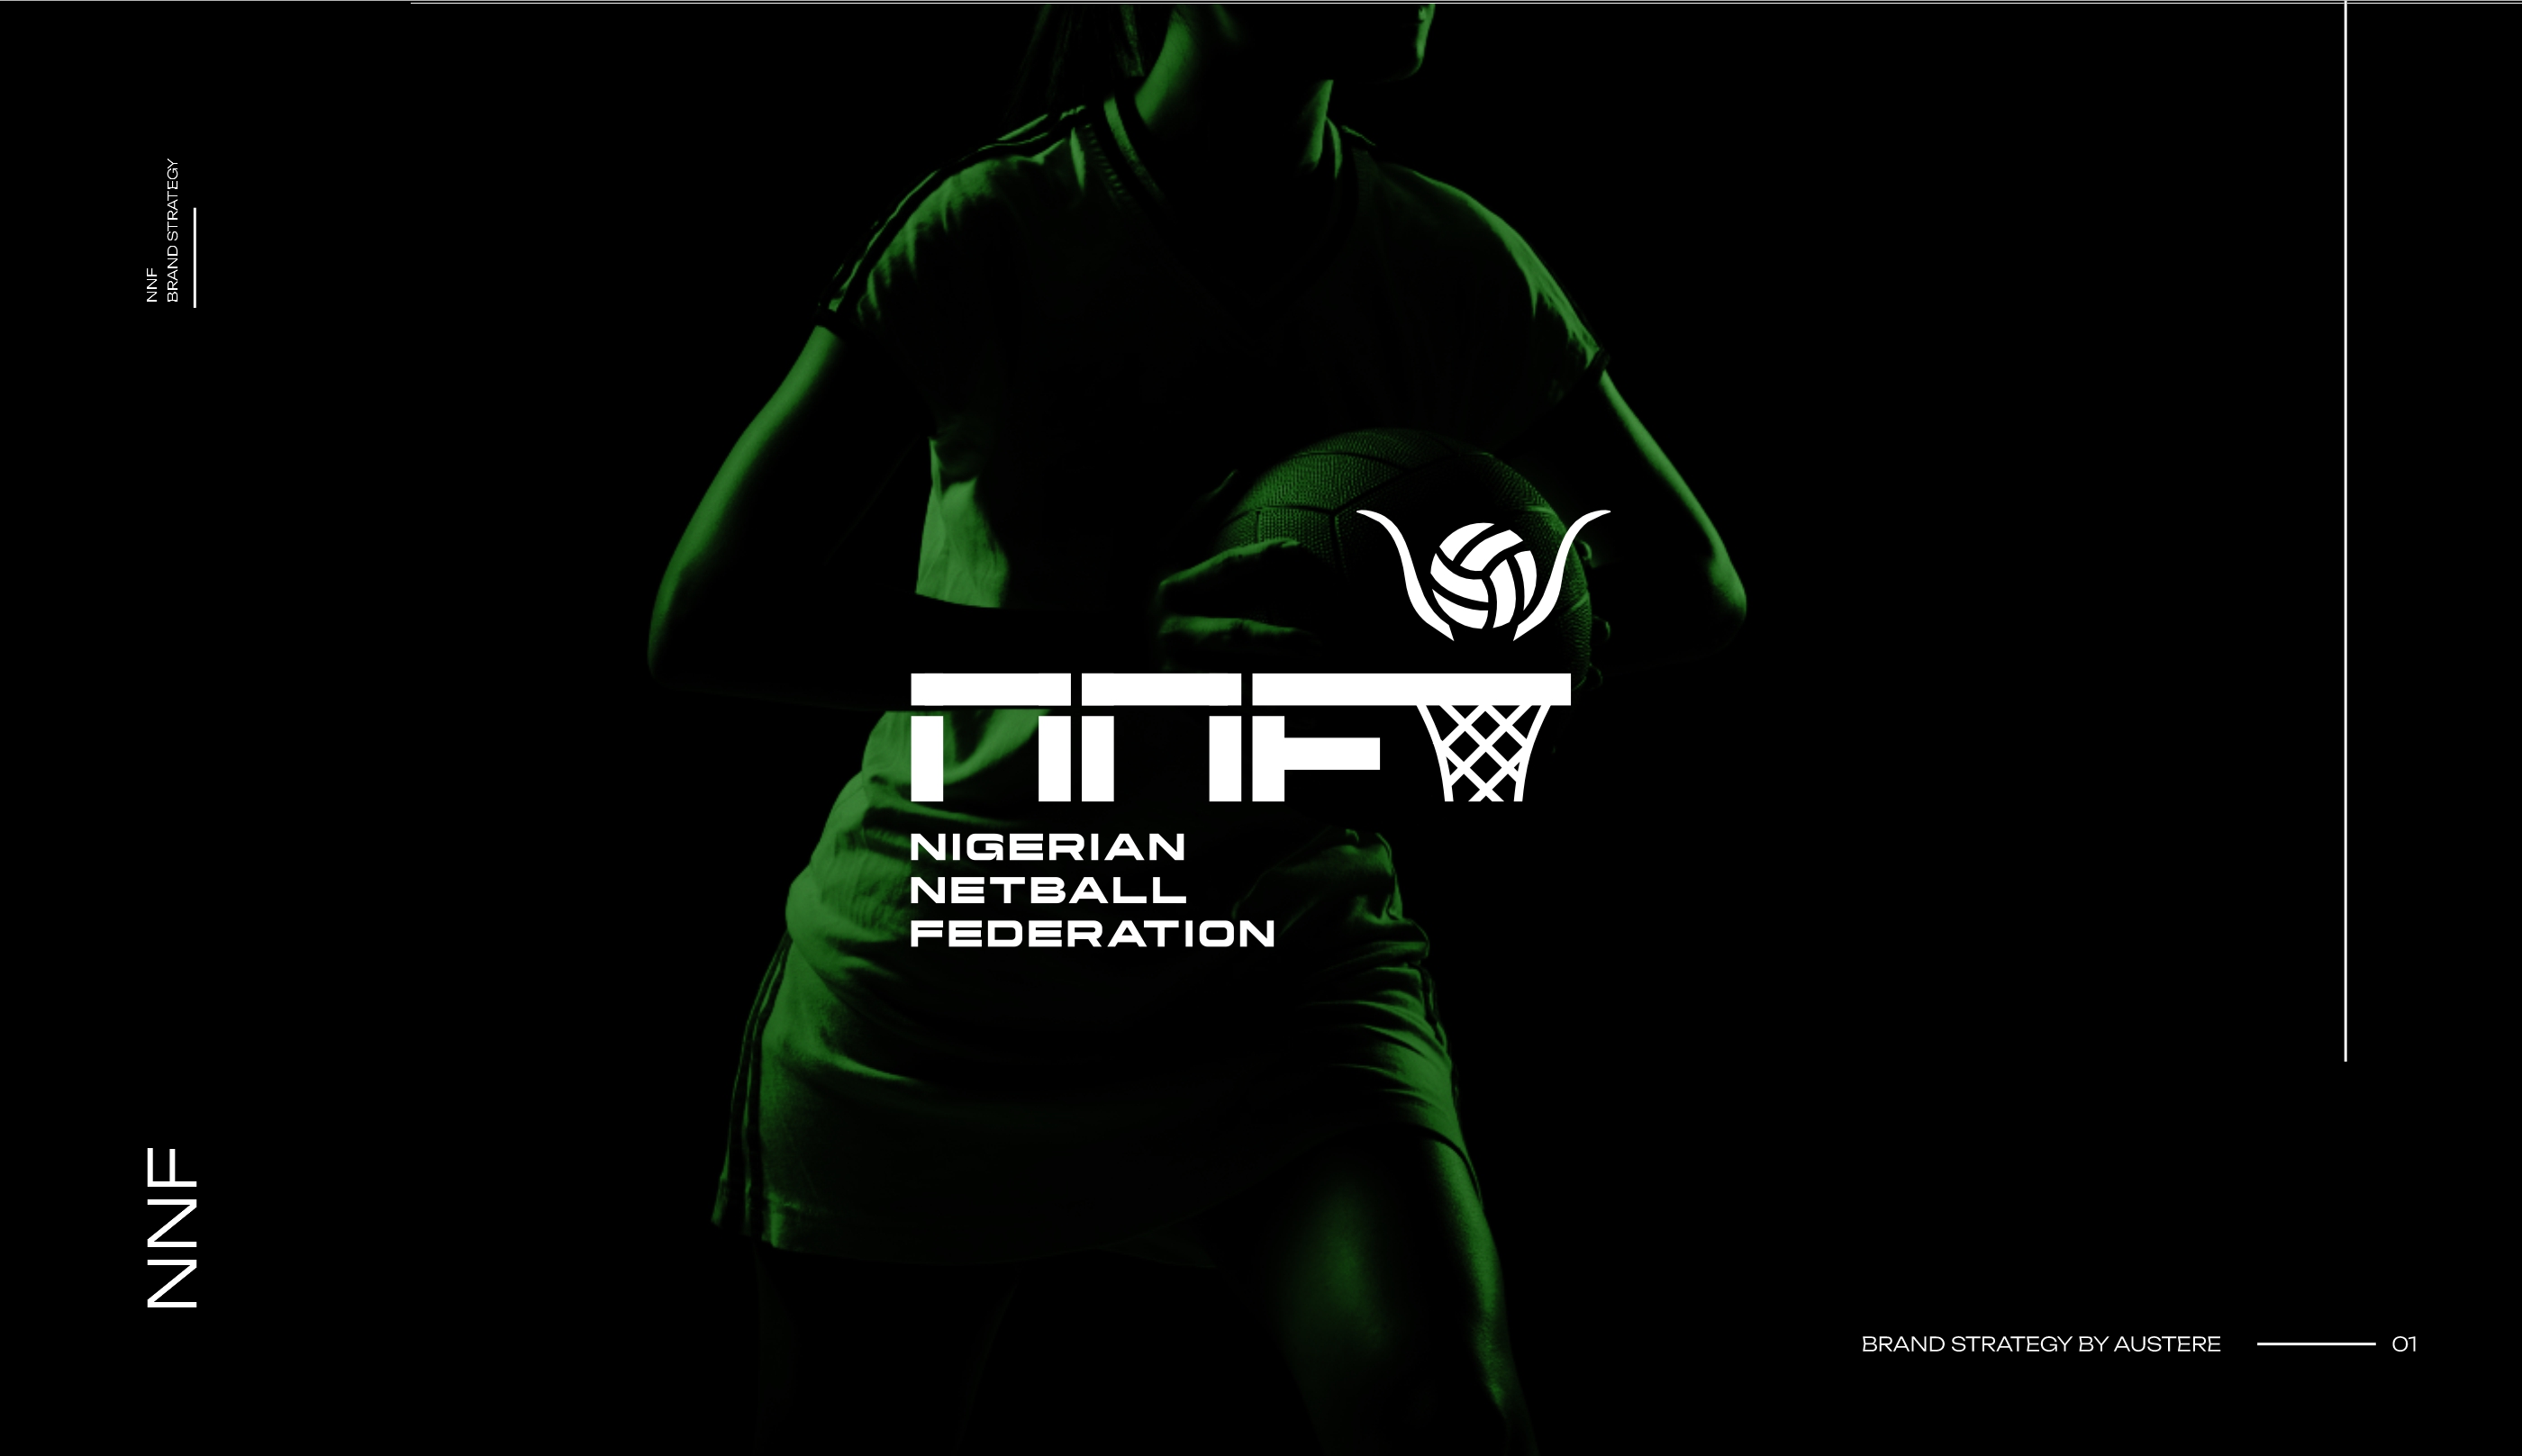 NNF
BRAND STRATEGY
NNF
NIGERIAN
NETBALL
FEDERATION
NNF
BRAND STRATEGY BY AUSTERE
01